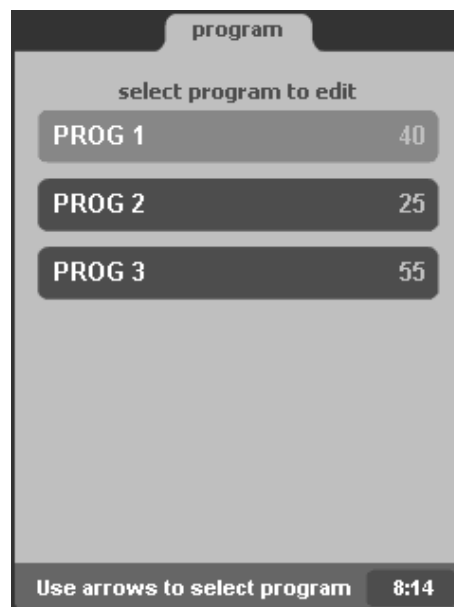 program
select program to edit
PROG 1 40
PROG 2 25
PROG 3 55
Use arrows to select program 8:14